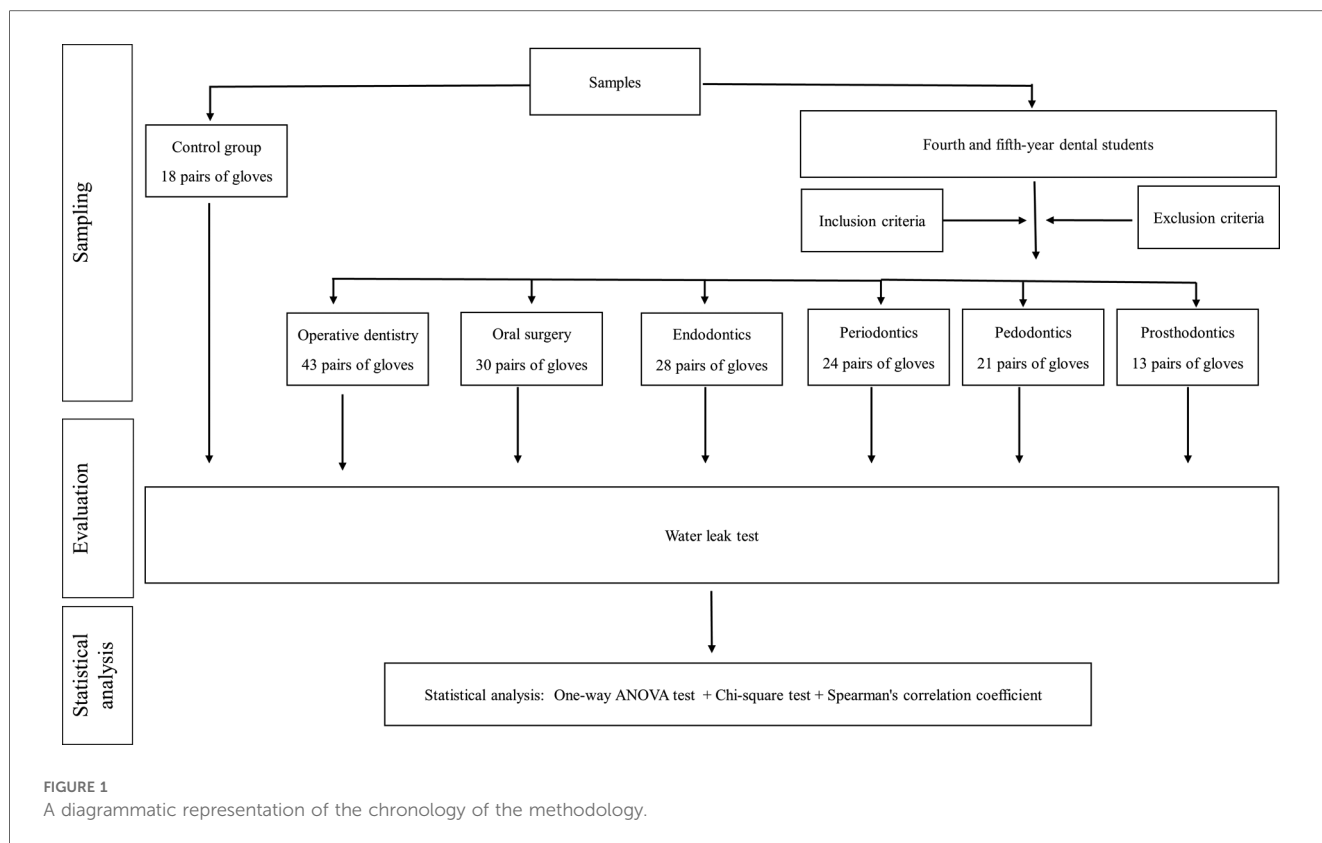 Sampling
Samples
Control group
18 pairs of gloves
Fourth and fifth-year dental students
Inclusion criteria
Exclusion criteria
Operative dentistry
43 pairs of gloves
Oral surgery
30 pairs of gloves
Endodontics
28 pairs of gloves
Periodontics
24 pairs of gloves
Pedodontics
21 pairs of gloves
Prosthodontics
13 pairs of gloves
Evaluation
Water leak test
Statistical
analysis
Statistical analysis: One-way ANOVA test + Chi-square test + Spearman's correlation coefficient
FIGURE 1
A diagrammatic representation of the chronology of the methodology.